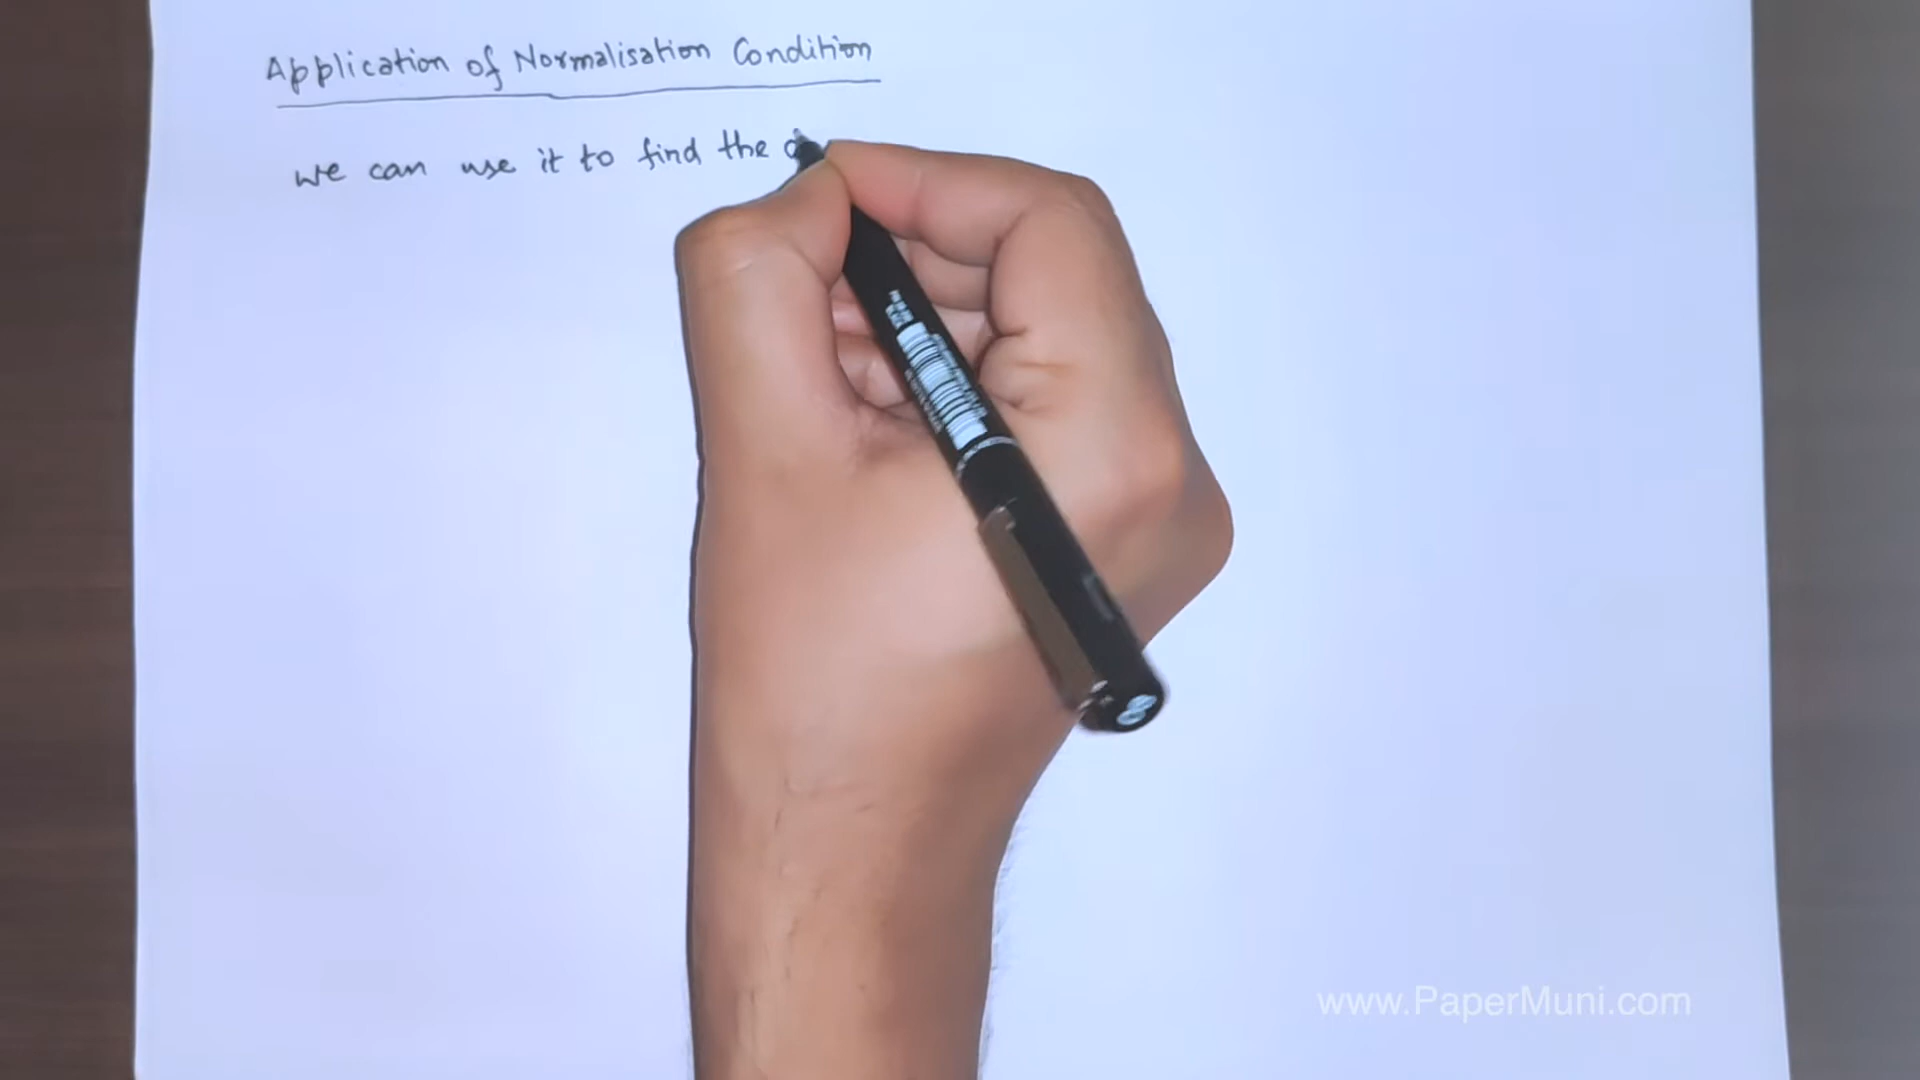 Application of Normalisation Condition
we can use it to find the
www.PaperMuni.com